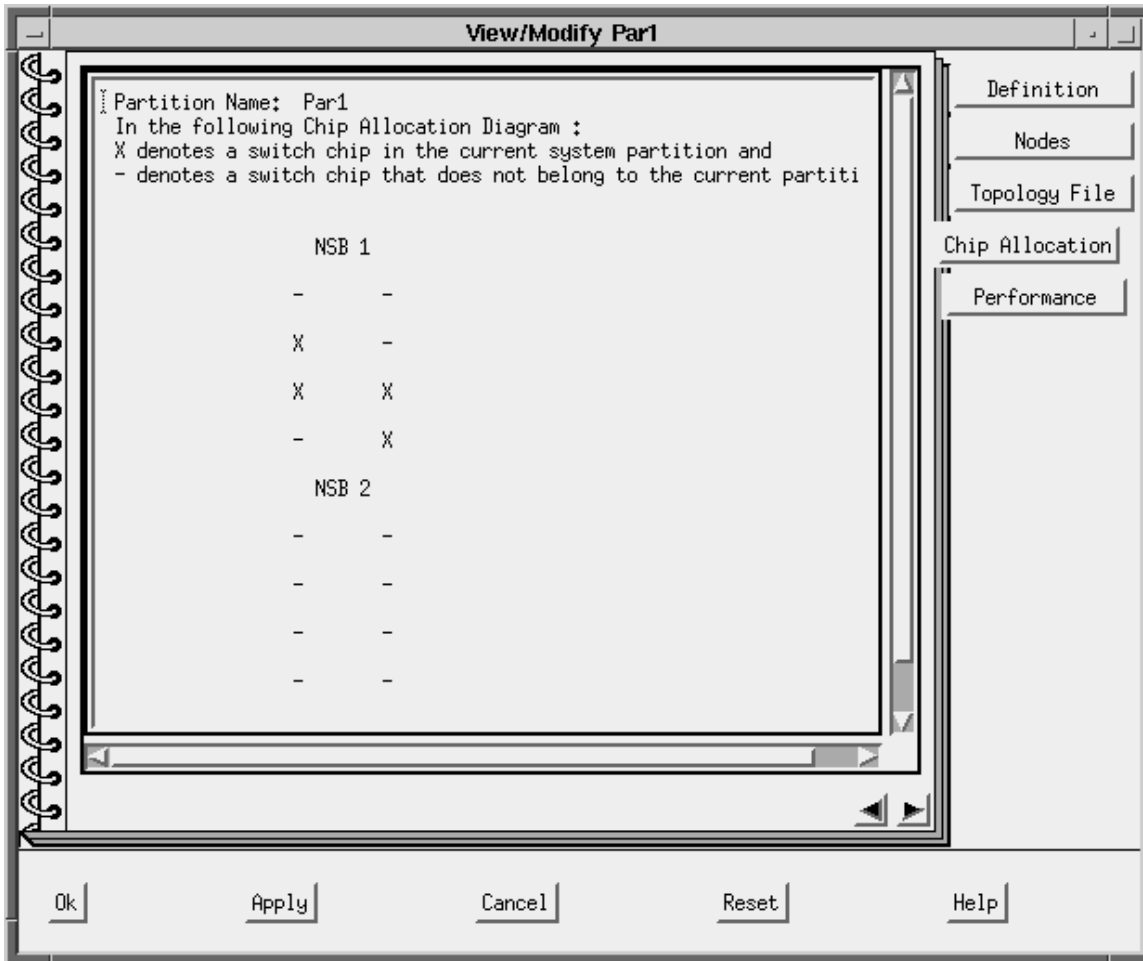 View/Modify Par1
Partition Name: Par1
In the following Chip Allocation Diagram :
X denotes a switch chip in the current system partition and
- denotes a switch chip that does not belong to the current partiti
NSB 1
- -
X -
X X
- X
NSB 2
- -
- -
- -
- -
Definition
Nodes
Topology File
Chip Allocation
Performance
Ok Apply Cancel Reset Help